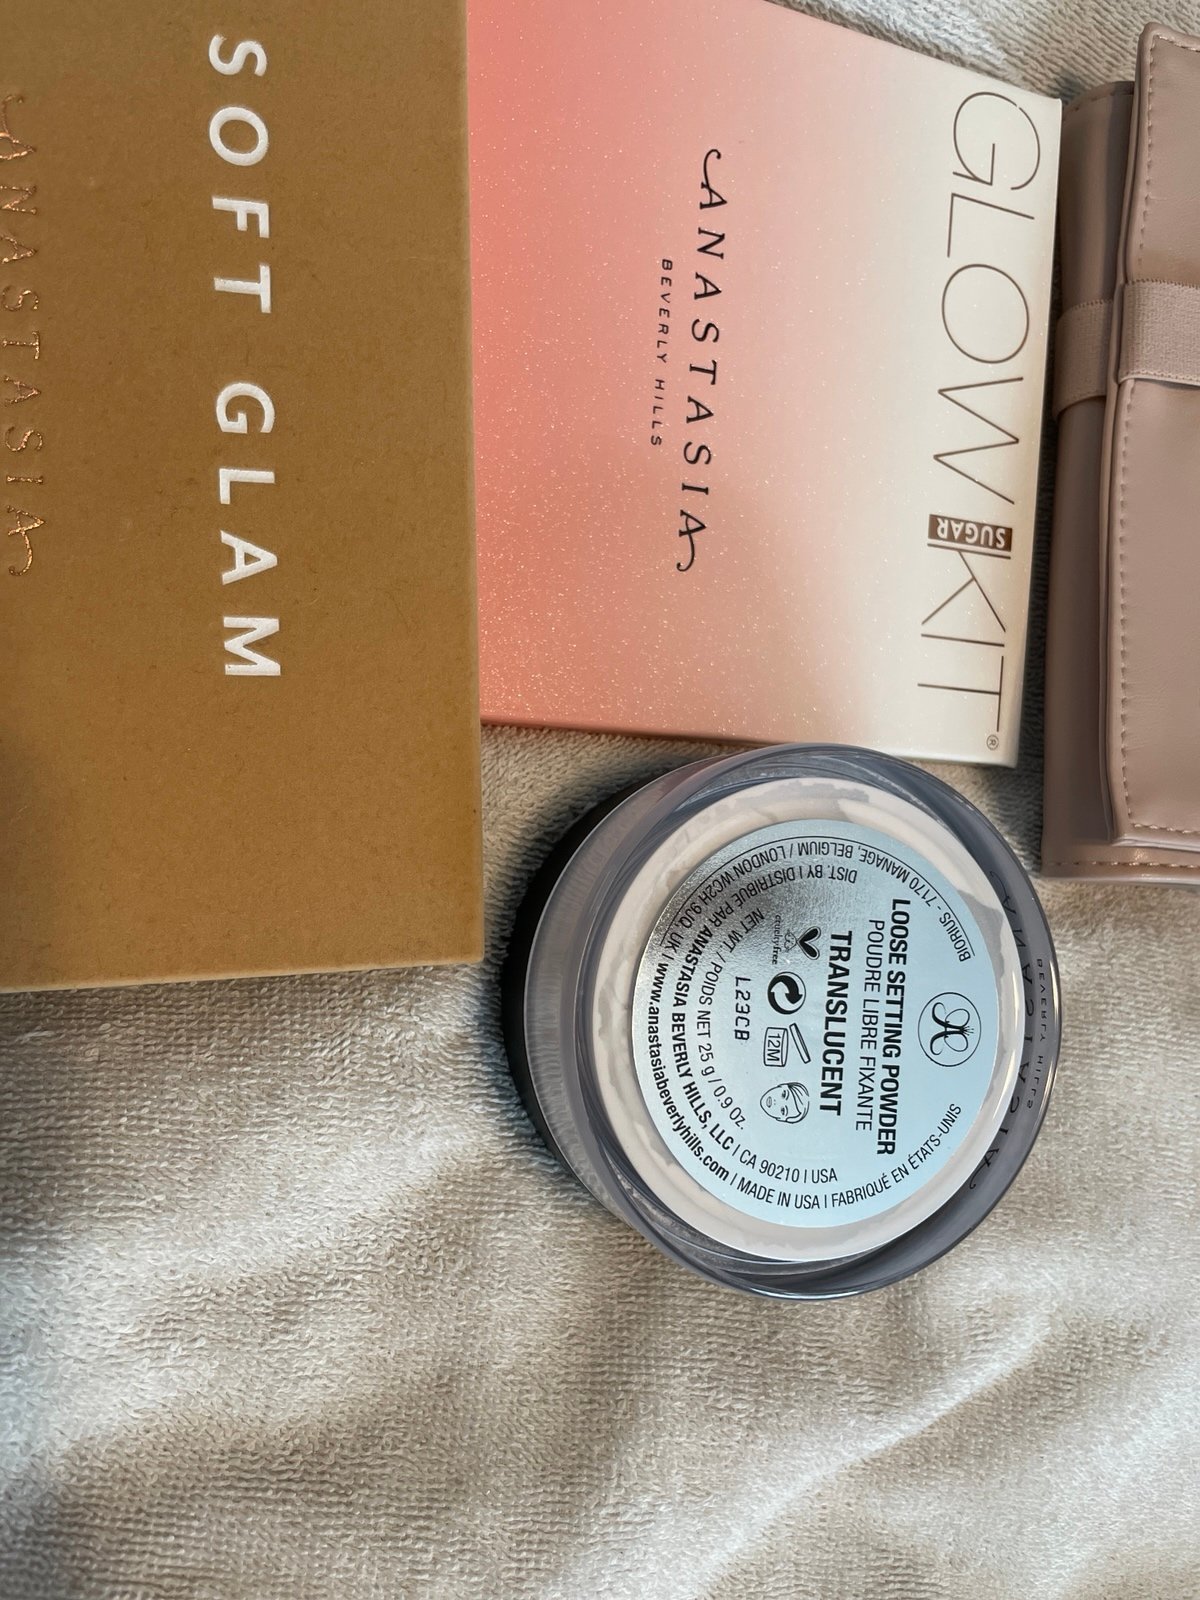 SOFT GLAM
ANASTASIA
GLOW KIT®
SUGAR
ANASTASIA
BEVERLY HILLS
ANASTASIA
BEVERLY HILLS
LOOSE SETTING POWDER
POUDRE LIBRE FIXANTE
TRANSLUCENT
12M
cruelty free
L23CB
NET WT. / POIDS NET 25 g / 0.9 Oz.
DIST. BY | DISTRIBUÉ PAR ANASTASIA BEVERLY HILLS, LLC | CA 90210 | USA
BIORIUS - 7170 MANAGE, BELGIUM / LONDON WC2H 9JQ, UK | www.anastasiabeverlyhills.com | MADE IN USA | FABRIQUÉ EN ÉTATS-UNIS